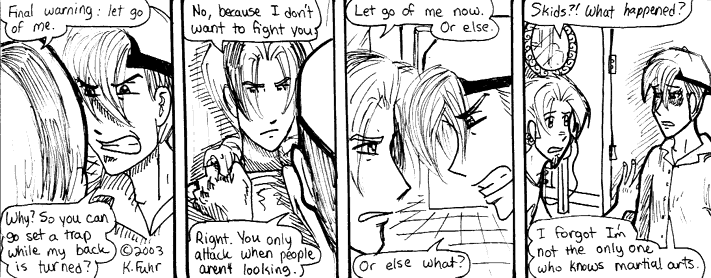 Final warning: let go
of me.
Why? So you can
go set a trap
while my back
is turned?
©2003
K. Fuhr
No, because I don't
want to fight you
Right. You only
attack when people
aren't looking.
Let go of me now.
Or else.
Or else what?
Skids?! What happened?
I forgot I'm
not the only one
who knows martial arts.